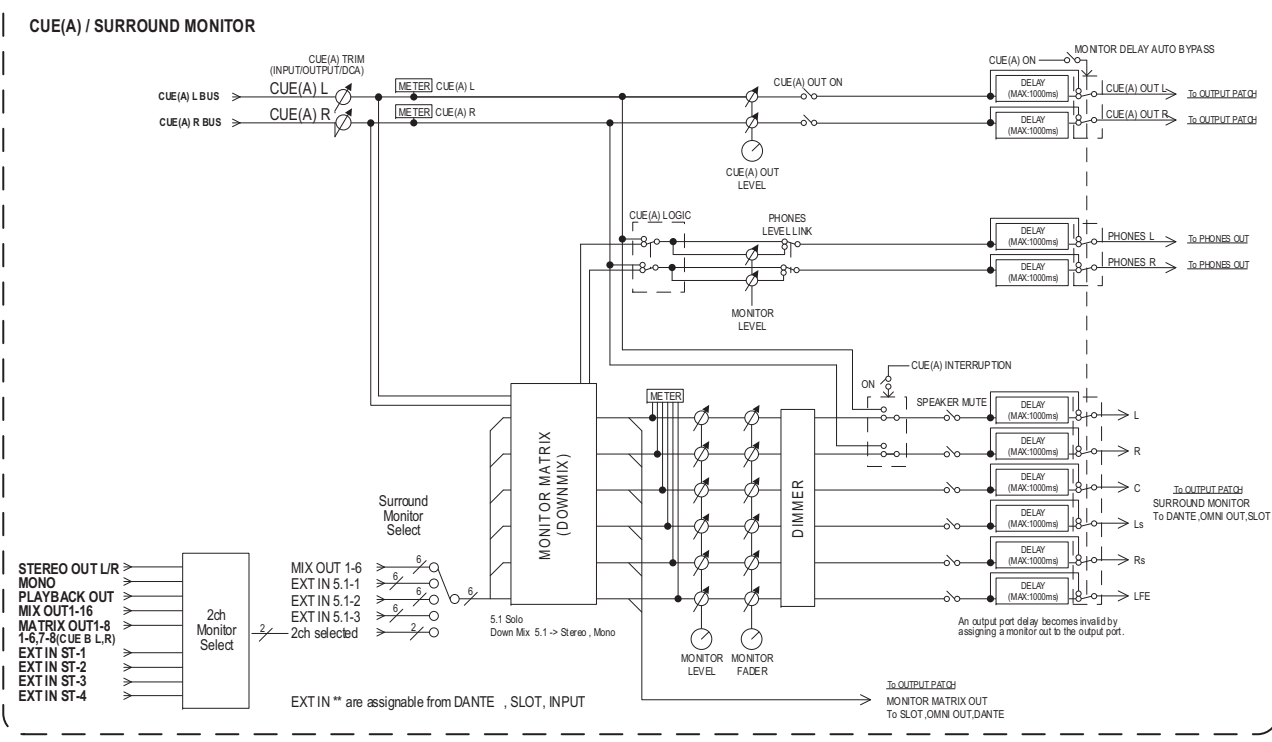 CUE(A) / SURROUND MONITOR
CUE(A) TRIM
(INPUT/OUTPUT/DCA)
CUE(A) L BUS
CUE(A) L
METER CUE(A) L
CUE(A) R BUS
CUE(A) R
METER CUE(A) R
CUE(A) OUT ON
CUE(A) OUT
LEVEL
CUE(A) ON
MONITOR DELAY AUTO BYPASS
DELAY
(MAX:1000ms)
CUE(A) OUT L
To OUTPUT PATCH
DELAY
(MAX:1000ms)
CUE(A) OUT R
To OUTPUT PATCH
CUE(A) LOGIC
PHONES
LEVEL LINK
MONITOR
LEVEL
DELAY
(MAX:1000ms)
PHONES L
To PHONES OUT
DELAY
(MAX:1000ms)
PHONES R
To PHONES OUT
CUE(A) INTERRUPTION
ON
SPEAKER MUTE
METER
MONITOR MATRIX
(DOWNMIX)
DIMMER
DELAY
(MAX:1000ms)
L
DELAY
(MAX:1000ms)
R
DELAY
(MAX:1000ms)
C
DELAY
(MAX:1000ms)
Ls
DELAY
(MAX:1000ms)
Rs
DELAY
(MAX:1000ms)
LFE
To OUTPUT PATCH
SURROUND MONITOR
To DANTE ,OMNI OUT,SLOT
An output port delay becomes invalid by
assigning a monitor out to the output port.
Surround
Monitor
Select
MIX OUT 1-6
6
EXT IN 5.1-1
6
EXT IN 5.1-2
6
EXT IN 5.1-3
6
2ch selected
2
6
5.1 Solo
Down Mix 5.1 -> Stereo , Mono
MONITOR
LEVEL
MONITOR
FADER
STEREO OUT L/R
MONO
PLAYBACK OUT
MIX OUT1-16
MATRIX OUT1-8
1-6,7-8(CUE B L,R)
EXT IN ST-1
EXT IN ST-2
EXT IN ST-3
EXT IN ST-4
2ch
Monitor
Select
2
EXT IN ** are assignable from DANTE , SLOT, INPUT
To OUTPUT PATCH
MONITOR MATRIX OUT
To SLOT ,OMNI OUT,DANTE